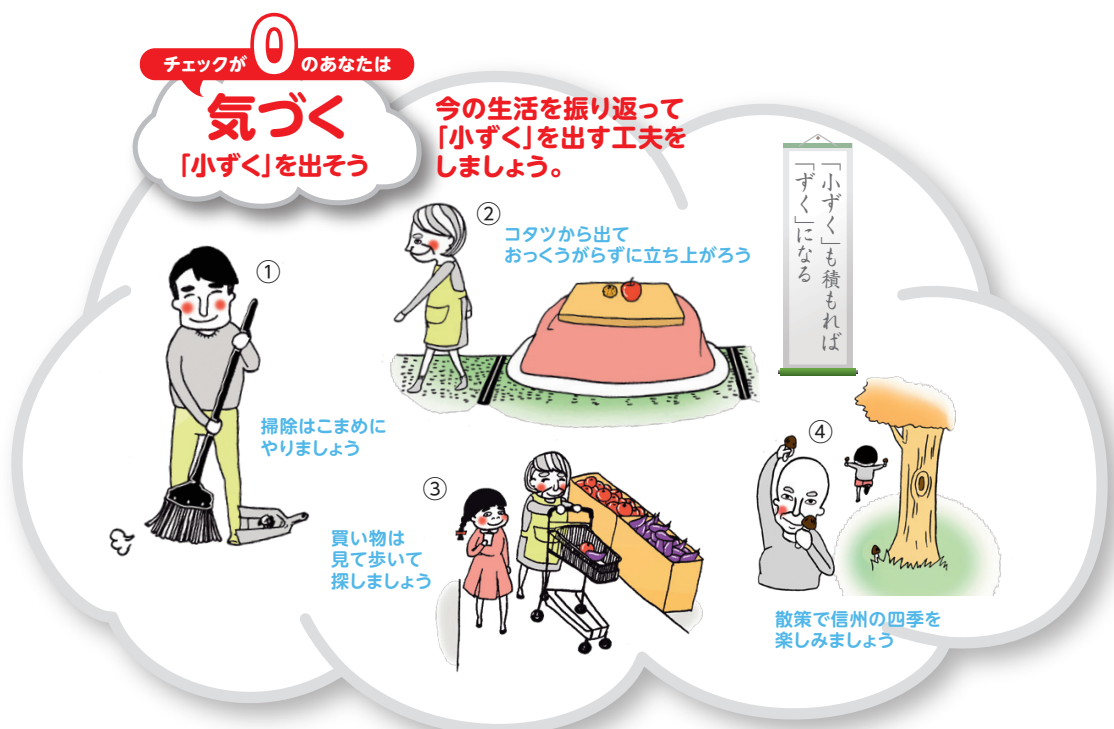 チェックが0のあなたは
気づく
「小ずく」を出そう
今の生活を振り返って
「小ずく」を出す工夫を
しましょう。
「小ずく」も積もれば
「ずく」になる
①
掃除はこまめに
やりましょう
②
コタツから出て
おっくうがらずに立ち上がろう
③
買い物は
見て歩いて
探しましょう
④
散策で信州の四季を
楽しみましょう